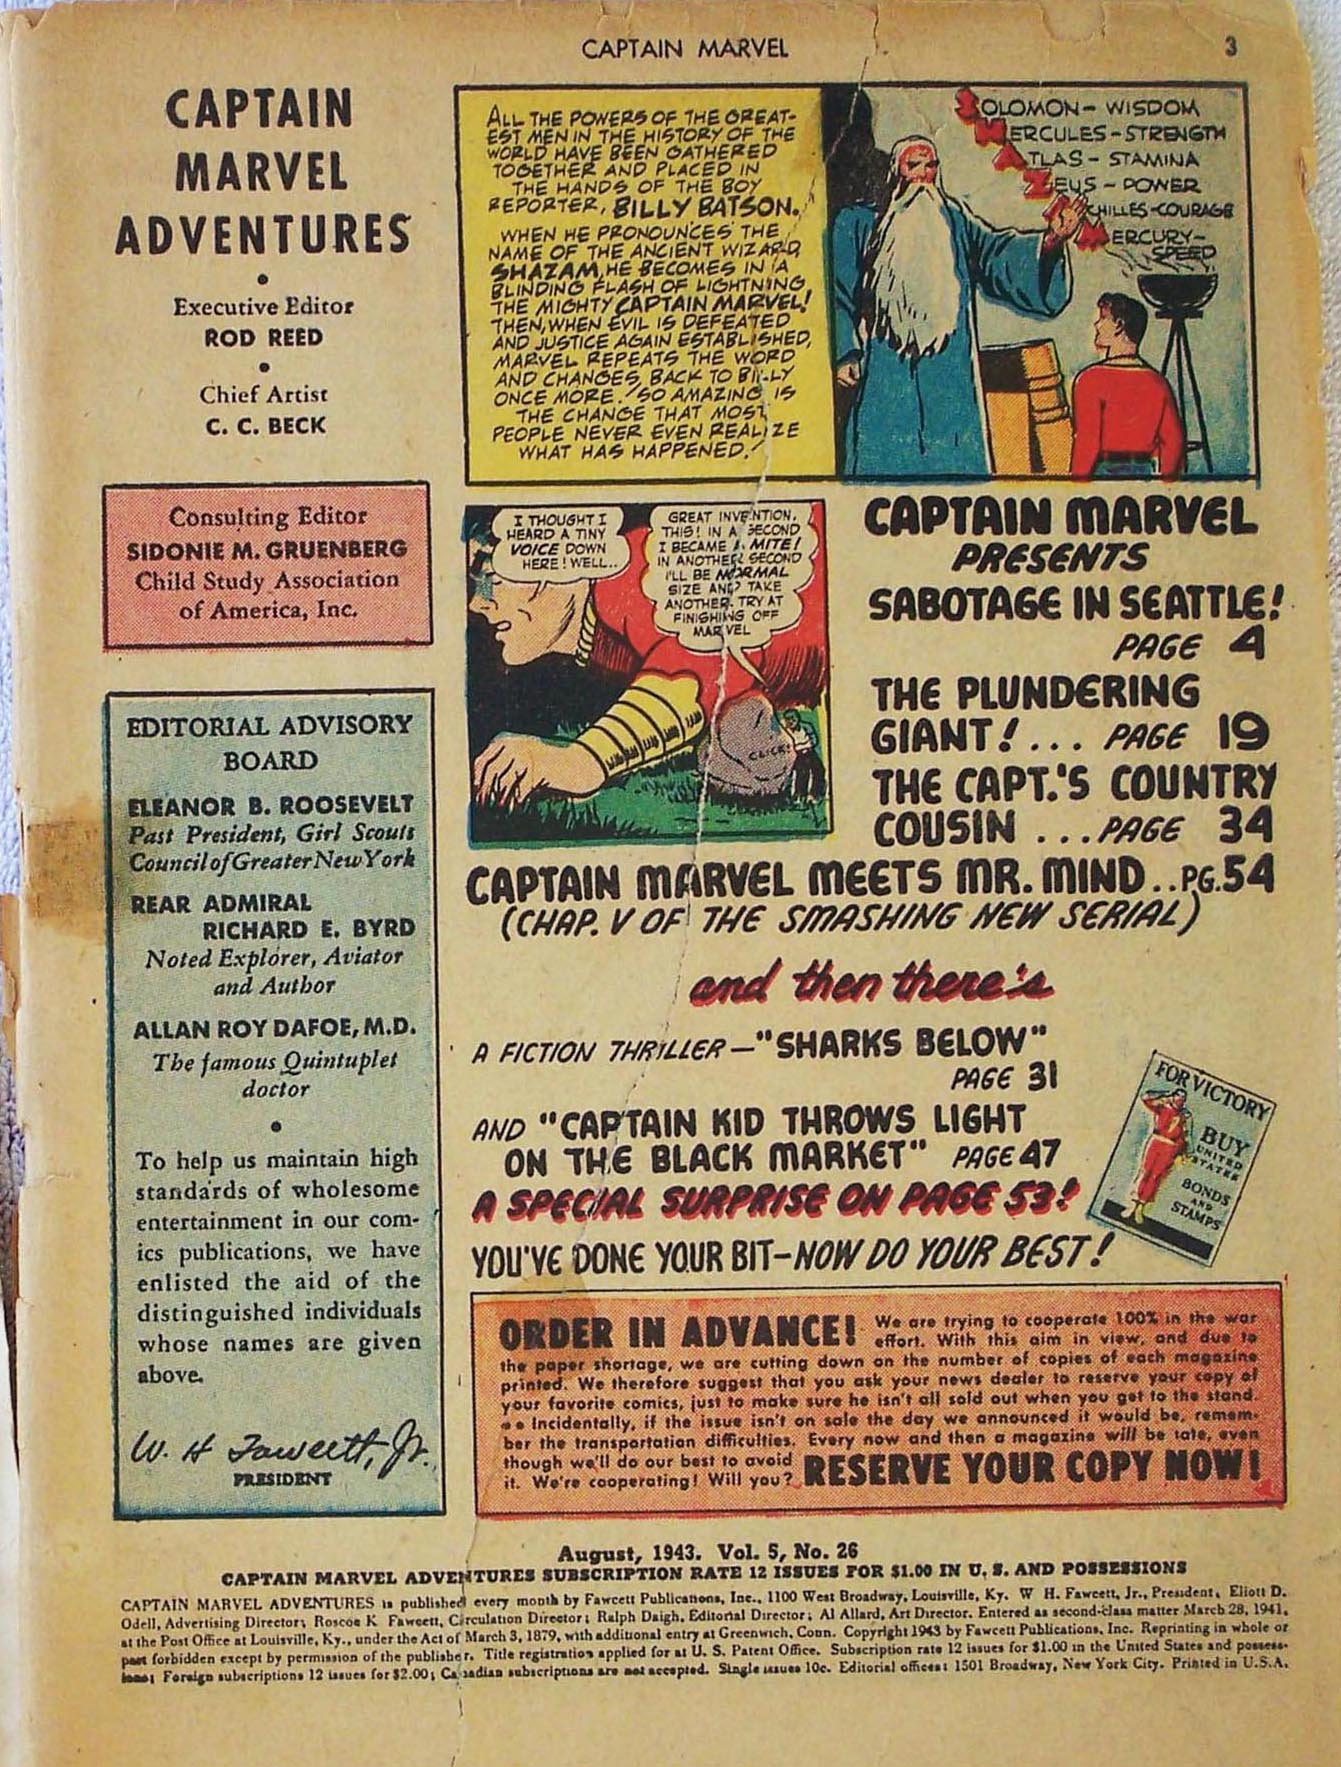 CAPTAIN MARVEL
3
CAPTAIN
MARVEL
ADVENTURES
Executive Editor
ROD REED
Chief Artist
C. C. BECK
Consulting Editor
SIDONIE M. GRUENBERG
Child Study Association
of America, Inc.
EDITORIAL ADVISORY
BOARD
ELEANOR B. ROOSEVELT
Past President, Girl Scouts
Council of Greater New York
REAR ADMIRAL
RICHARD E. BYRD
Noted Explorer, Aviator
and Author
ALLAN ROY DAFOE, M.D.
The famous Quintuplet
doctor
To help us maintain high
standards of wholesome
entertainment in our com-
ics publications, we have
enlisted the aid of the
distinguished individuals
whose names are given
above.
W. H Fawcett, Jr.
PRESIDENT
ALL THE POWERS OF THE GREAT-
EST MEN IN THE HISTORY OF THE
WORLD HAVE BEEN GATHERED
TOGETHER AND PLACED IN
THE HANDS OF THE BOY
REPORTER, BILLY BATSON.
WHEN HE PRONOUNCES THE
NAME OF THE ANCIENT WIZARD
SHAZAM, HE BECOMES IN A
BLINDING FLASH OF LIGHTNING
THE MIGHTY CAPTAIN MARVEL!
THEN, WHEN EVIL IS DEFEATED
AND JUSTICE AGAIN ESTABLISHED,
MARVEL REPEATS THE WORD
AND CHANGES BACK TO BILLY
ONCE MORE! SO AMAZING IS
THE CHANGE THAT MOST
PEOPLE NEVER EVEN REALIZE
WHAT HAS HAPPENED!
SOLOMON - WISDOM
HERCULES - STRENGTH
ATLAS - STAMINA
ZEUS - POWER
ACHILLES - COURAGE
MERCURY -
SPEED
I THOUGHT I
HEARD A TINY
VOICE DOWN
HERE! WELL..
GREAT INVENTION,
THIS! IN A SECOND
I BECAME A MITE!
IN ANOTHER SECOND
I'LL BE NORMAL
SIZE AND TAKE
ANOTHER TRY AT
FINISHING OFF
MARVEL
CLICK!
CAPTAIN MARVEL
PRESENTS
SABOTAGE IN SEATTLE!
PAGE 4
THE PLUNDERING
GIANT! ... PAGE 19
THE CAPT.'S COUNTRY
COUSIN ... PAGE 34
CAPTAIN MARVEL MEETS MR. MIND .. PG. 54
(CHAP. V OF THE SMASHING NEW SERIAL)
and then there's
A FICTION THRILLER — "SHARKS BELOW"
PAGE 31
AND "CAPTAIN KID THROWS LIGHT
ON THE BLACK MARKET" PAGE 47
A SPECIAL SURPRISE ON PAGE 53!
YOU'VE DONE YOUR BIT - NOW DO YOUR BEST!
FOR VICTORY
BUY
UNITED
STATES
BONDS
AND
STAMPS
ORDER IN ADVANCE! We are trying to cooperate 100% in the war
effort. With this aim in view, and due to
the paper shortage, we are cutting down on the number of copies of each magazine
printed. We therefore suggest that you ask your news dealer to reserve your copy of
your favorite comics, just to make sure he isn't all sold out when you get to the stand.
•• Incidentally, if the issue isn't on sale the day we announced it would be, remem-
ber the transportation difficulties. Every now and then a magazine will be late, even
though we'll do our best to avoid
it. We're cooperating! Will you? RESERVE YOUR COPY NOW!
August, 1943. Vol. 5, No. 26
CAPTAIN MARVEL ADVENTURES SUBSCRIPTION RATE 12 ISSUES FOR $1.00 IN U. S. AND POSSESSIONS
CAPTAIN MARVEL ADVENTURES is published every month by Fawcett Publications, Inc., 1100 West Broadway, Louisville, Ky. W H. Fawcett, Jr., President; Eliott D.
Odell, Advertising Director; Roscoe K Fawcett, Circulation Director; Ralph Daigh, Editorial Director; Al Allard, Art Director. Entered as second-class matter March 28, 1941,
at the Post Office at Louisville, Ky., under the Act of March 3, 1879, with additional entry at Greenwich, Conn. Copyright 1943 by Fawcett Publications, Inc. Reprinting in whole or
part forbidden except by permission of the publisher. Title registration applied for at U. S. Patent Office. Subscription rate 12 issues for $1.00 in the United States and possess-
ions; Foreign subscriptions 12 issues for $2.00; Canadian subscriptions are not accepted. Single issues 10c. Editorial offices: 1501 Broadway, New York City. Printed in U.S.A.